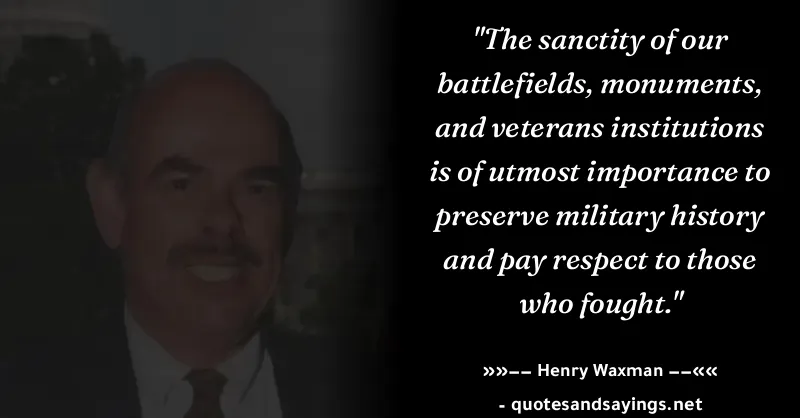 "The sanctity of our
battlefields, monuments,
and veterans institutions
is of utmost importance to
preserve military history
and pay respect to those
who fought."
»»−− Henry Waxman −−««
- quotesandsayings.net